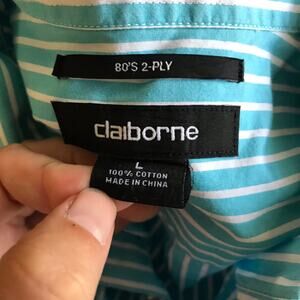 80'S 2-PLY
claiborne
L
100% COTTON
MADE IN CHINA